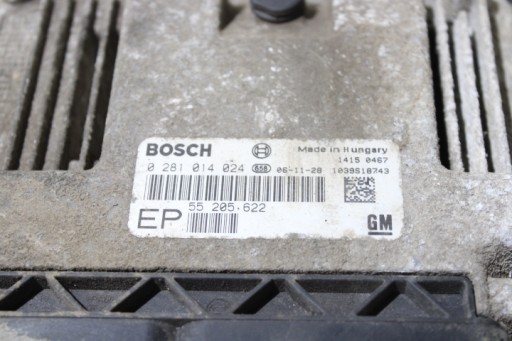 BOSCH Made in Hungary
1415 0467
0 281 014 024 658 06-11-28 1039S18743
55 205-622
EP GM